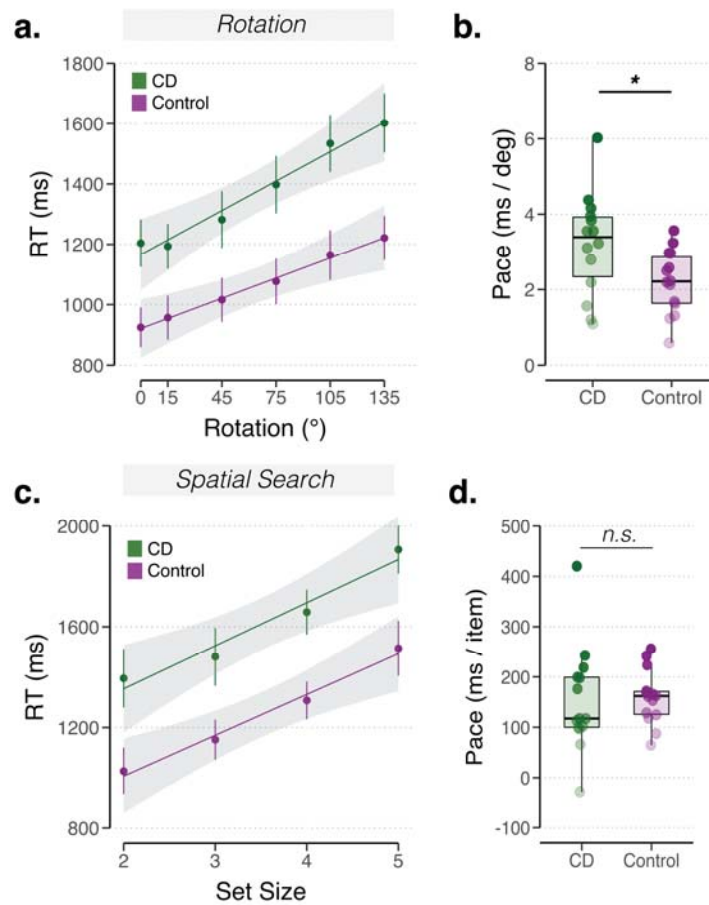 a.
Rotation
1800
1600
1400
1200
1000
800
RT (ms)
CD
Control
0 15 45 75 105 135
Rotation (°)
b.
8
6
4
2
0
Pace (ms / deg)
*
CD Control
c.
Spatial Search
2000
1600
1200
800
RT (ms)
CD
Control
2 3 4 5
Set Size
d.
500
400
300
200
100
0
-100
Pace (ms / item)
n.s.
CD Control